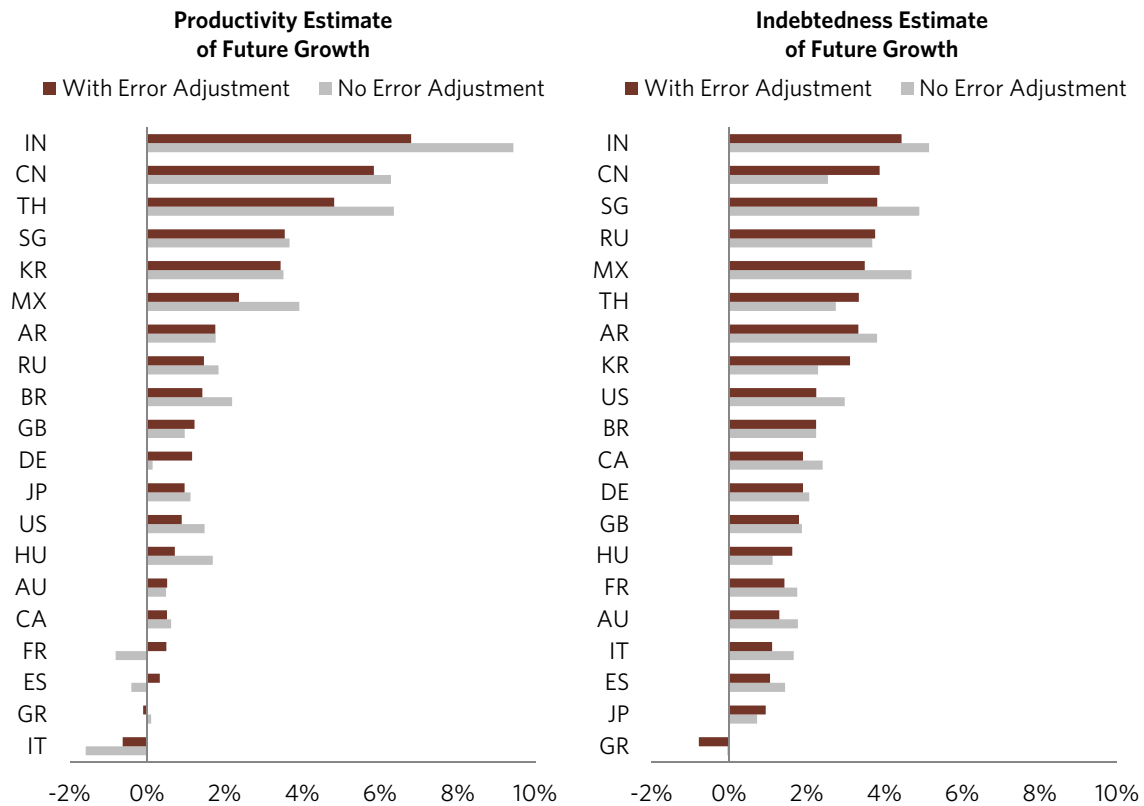 Productivity Estimate
of Future Growth
With Error Adjustment No Error Adjustment
IN
CN
TH
SG
KR
MX
AR
RU
BR
GB
DE
JP
US
HU
AU
CA
FR
ES
GR
IT
-2% 0% 2% 4% 6% 8% 10%
Indebtedness Estimate
of Future Growth
With Error Adjustment No Error Adjustment
IN
CN
SG
RU
MX
TH
AR
KR
US
BR
CA
DE
GB
HU
FR
AU
IT
ES
JP
GR
-2% 0% 2% 4% 6% 8% 10%